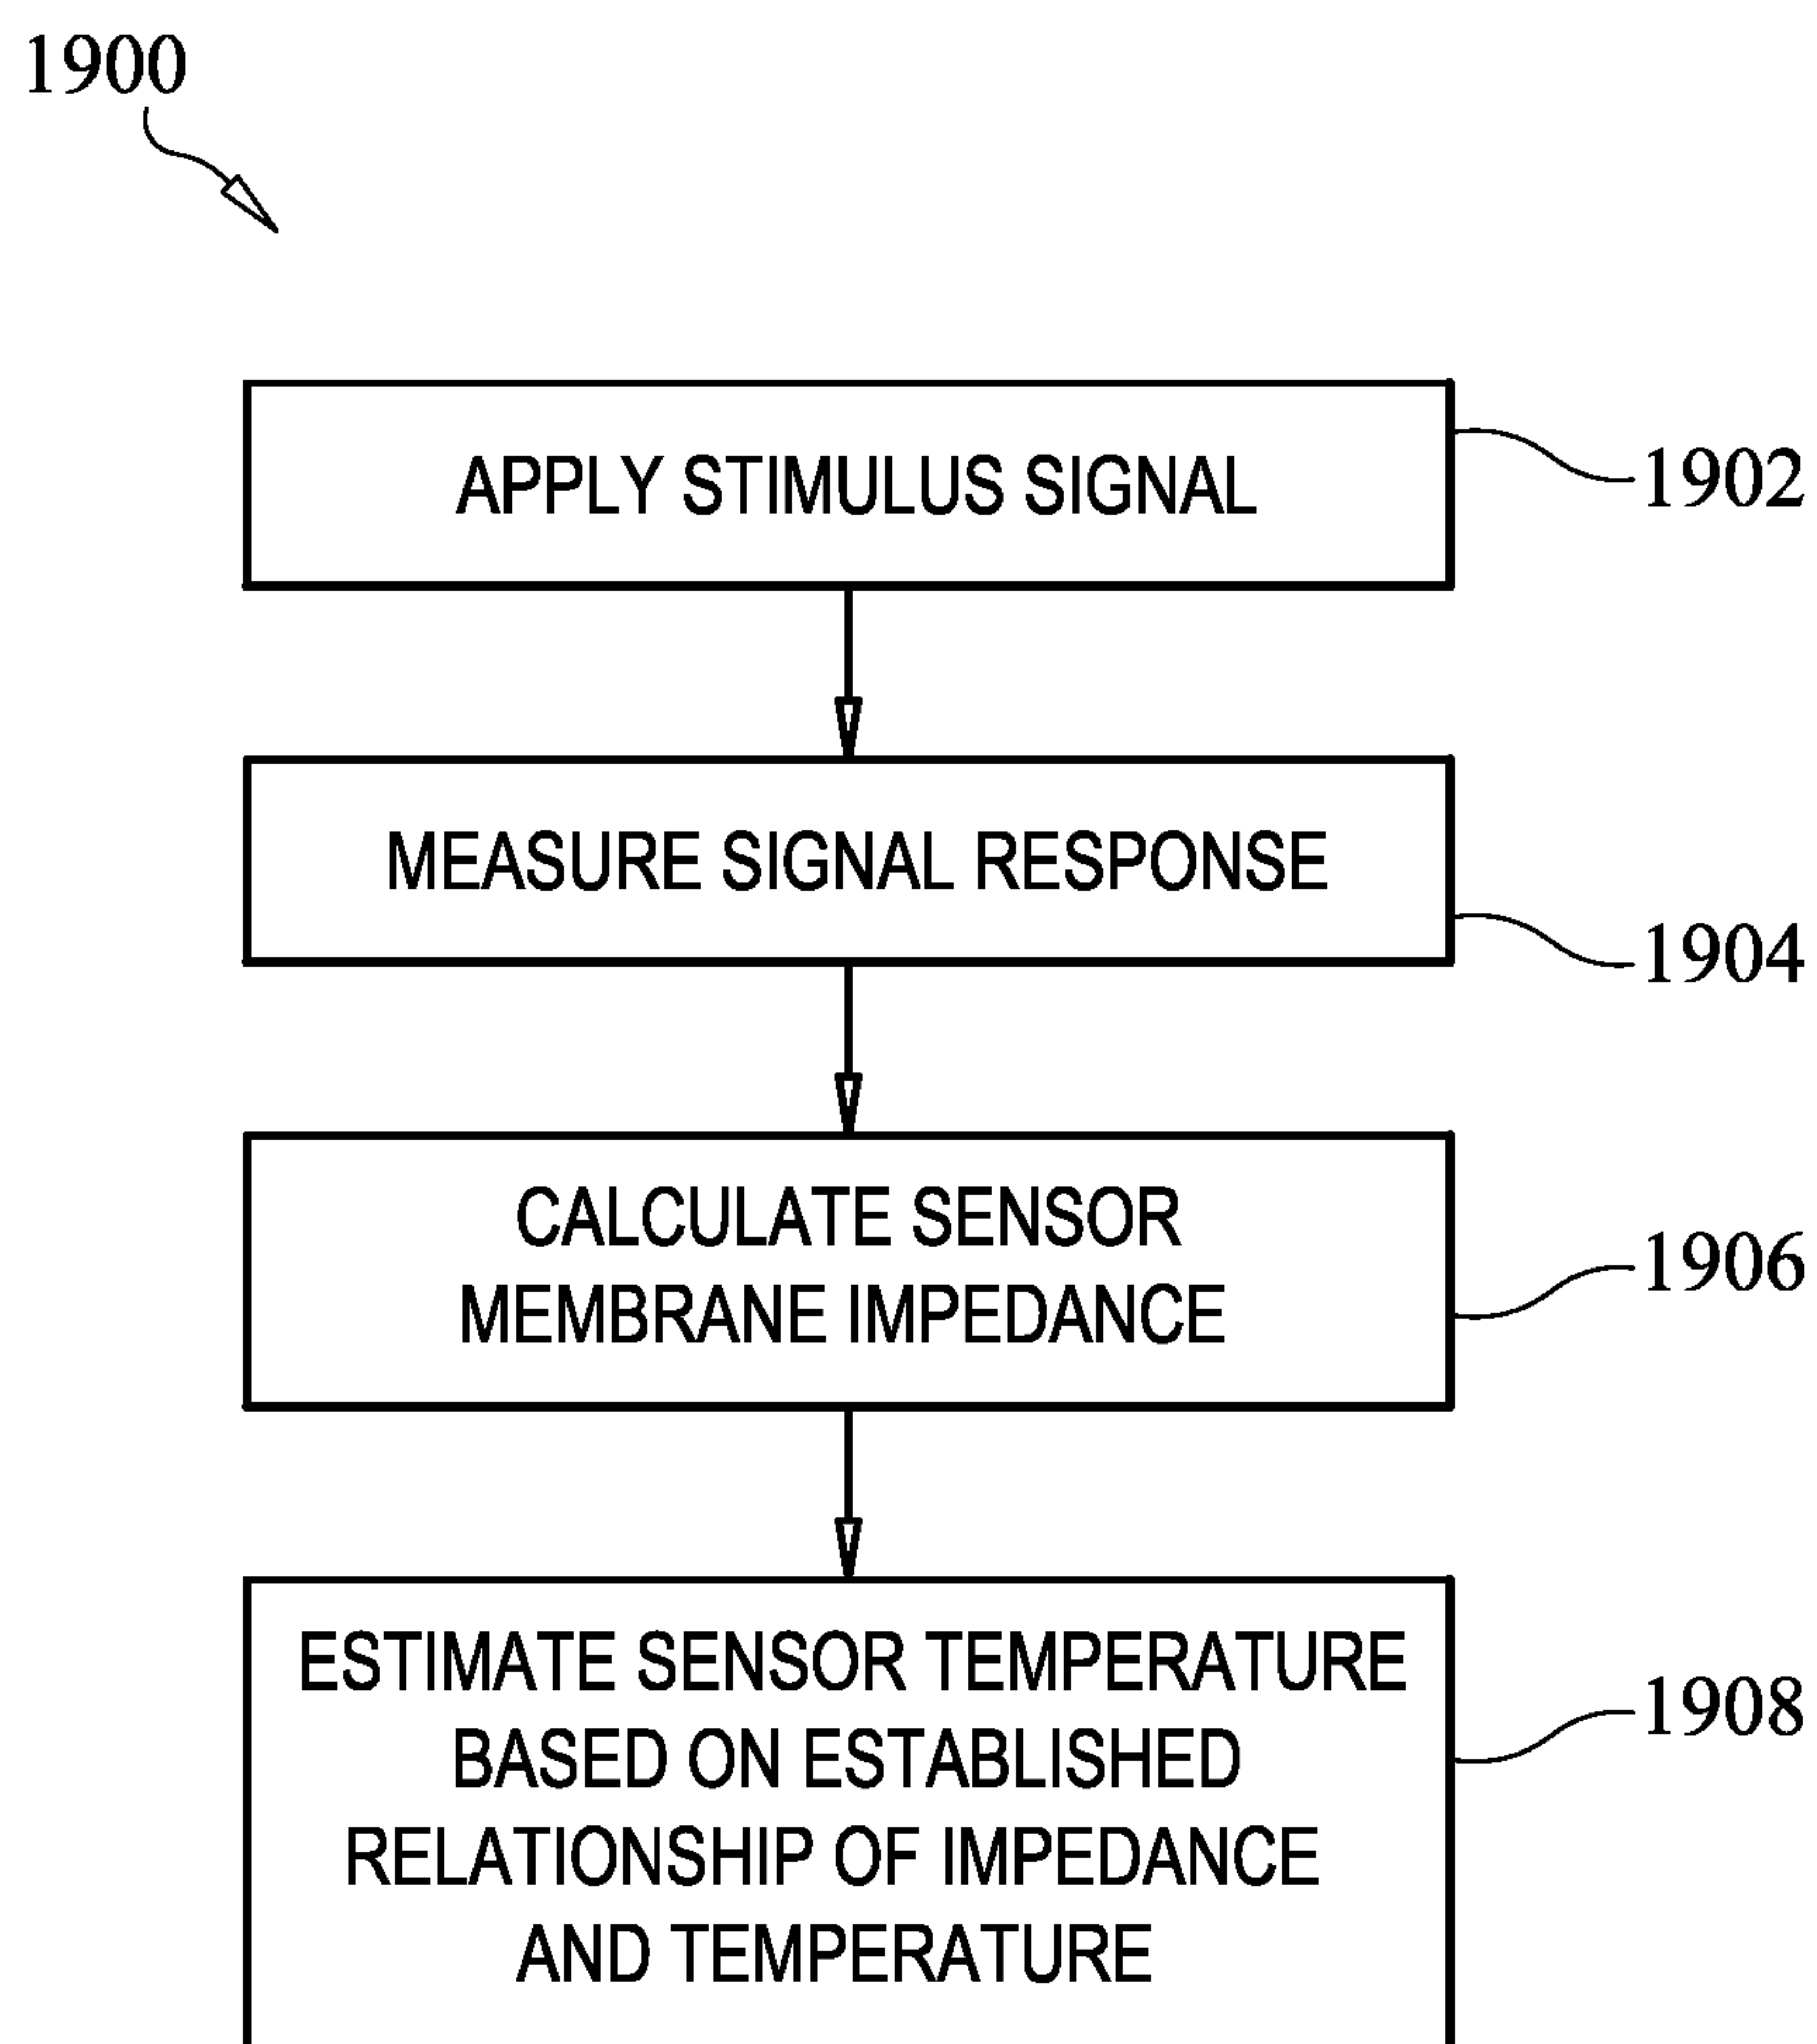 1900
APPLY STIMULUS SIGNAL
1902
MEASURE SIGNAL RESPONSE
1904
CALCULATE SENSOR
MEMBRANE IMPEDANCE
1906
ESTIMATE SENSOR TEMPERATURE
BASED ON ESTABLISHED
RELATIONSHIP OF IMPEDANCE
AND TEMPERATURE
1908